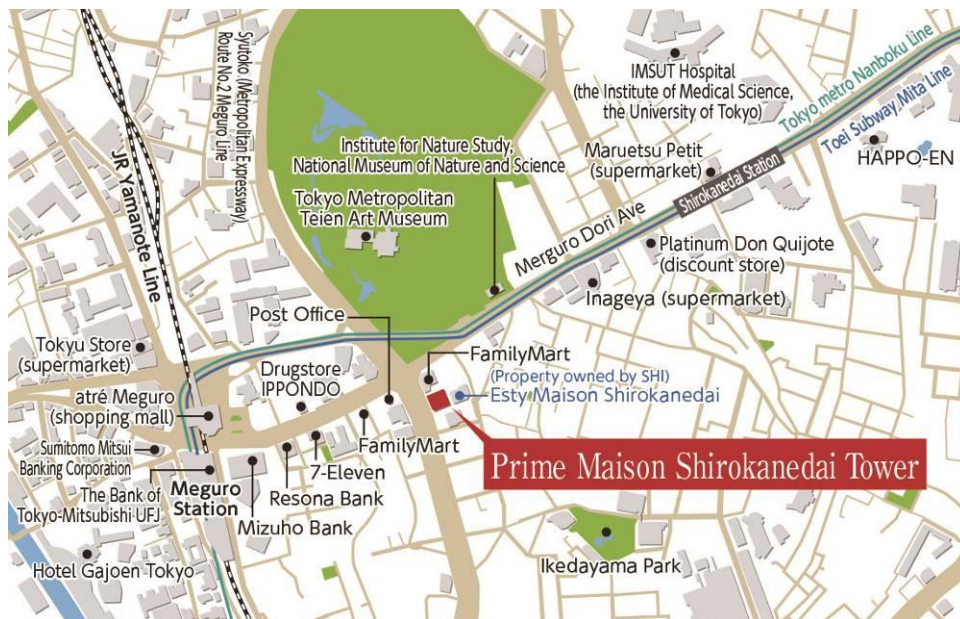 Syutoko (Metropolitan Expressway)
Route No.2 Meguro Line
JR Yamanote Line
IMSUT Hospital
(the Institute of Medical Science,
the University of Tokyo)
Tokyo metro Nanboku Line
Toei Subway Mita Line
HAPPO-EN
Institute for Nature Study,
National Museum of Nature and Science
Maruetsu Petit
(supermarket)
Shirokanedai Station
Tokyo Metropolitan
Teien Art Museum
Merguro Dori Ave
Platinum Don Quijote
(discount store)
Inageya (supermarket)
Post Office
Tokyu Store
(supermarket)
Drugstore
IPPONDO
FamilyMart
(Property owned by SHI)
Esty Maison Shirokanedai
atré Meguro
(shopping mall)
Sumitomo Mitsui
Banking Corporation
FamilyMart
7-Eleven
Prime Maison Shirokanedai Tower
The Bank of
Tokyo-Mitsubishi UFJ
Meguro
Station
Resona Bank
Mizuho Bank
Hotel Gajoen Tokyo
Ikedayama Park